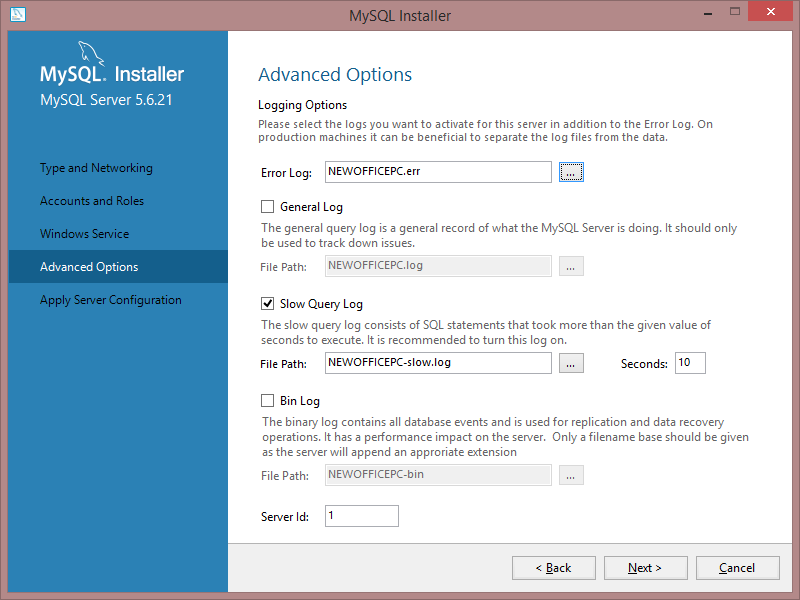 MySQL Installer
MySQL. Installer
MySQL Server 5.6.21
Type and Networking
Accounts and Roles
Windows Service
Advanced Options
Apply Server Configuration
Advanced Options
Logging Options
Please select the logs you want to activate for this server in addition to the Error Log. On
production machines it can be beneficial to separate the log files from the data.
Error Log: NEWOFFICEPC.err ...
General Log
The general query log is a general record of what the MySQL Server is doing. It should only
be used to track down issues.
File Path: NEWOFFICEPC.log ...
Slow Query Log
The slow query log consists of SQL statements that took more than the given value of
seconds to execute. It is recommended to turn this log on.
File Path: NEWOFFICEPC-slow.log ... Seconds: 10
Bin Log
The binary log contains all database events and is used for replication and data recovery
operations. It has a performance impact on the server. Only a filename base should be given
as the server will append an approriate extension
File Path: NEWOFFICEPC-bin ...
Server Id: 1
< Back Next > Cancel